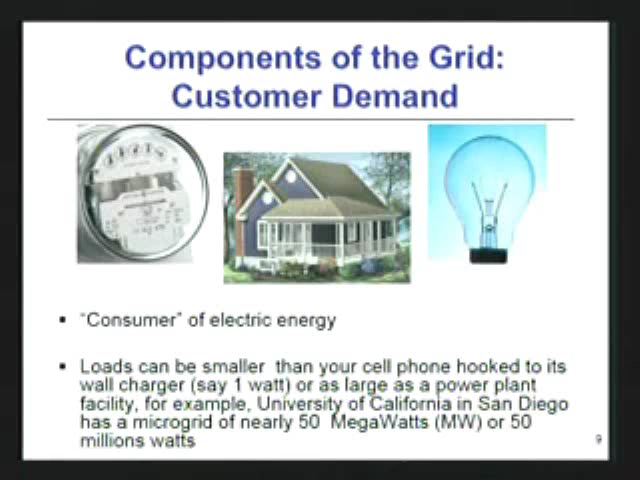 Components of the Grid:
Customer Demand
▪ "Consumer" of electric energy
▪ Loads can be smaller than your cell phone hooked to its
wall charger (say 1 watt) or as large as a power plant
facility, for example, University of California in San Diego
has a microgrid of nearly 50 MegaWatts (MW) or 50
millions watts
9